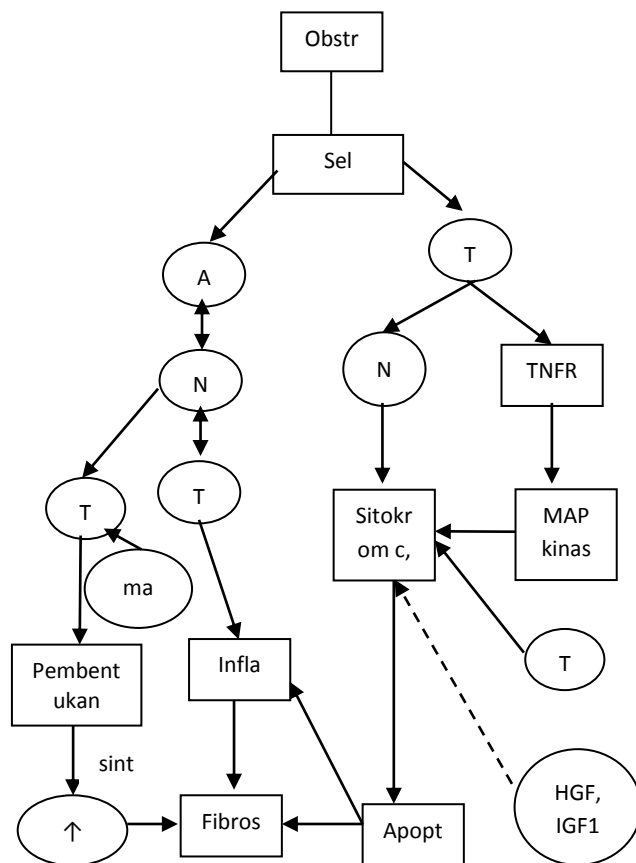 Obstr
Sel
A
T
N
N
TNFR
T
T
Sitokr
om c,
MAP
kinas
ma
T
Pembent
ukan
Infla
sint
↑
Fibros
Apopt
HGF,
IGF1